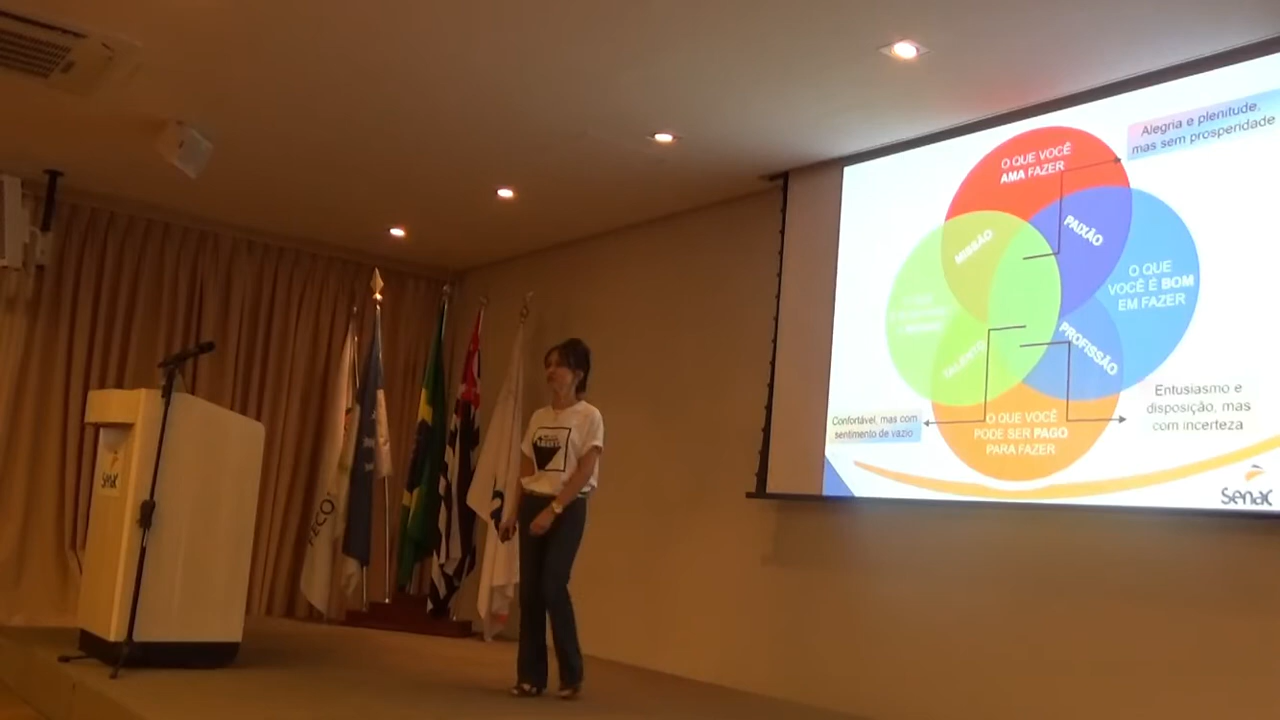 Alegria e plenitude,
mas sem prosperidade
O QUE VOCÊ
AMA FAZER
MISSÃO
PAIXÃO
O QUE
VOCÊ É BOM
EM FAZER
TALENTO
PROFISSÃO
Confortável, mas com
sentimento de vazio
O QUE VOCÊ
PODE SER PAGO
PARA FAZER
Entusiasmo e
disposição, mas
com incerteza
Senac
Senac
FECO